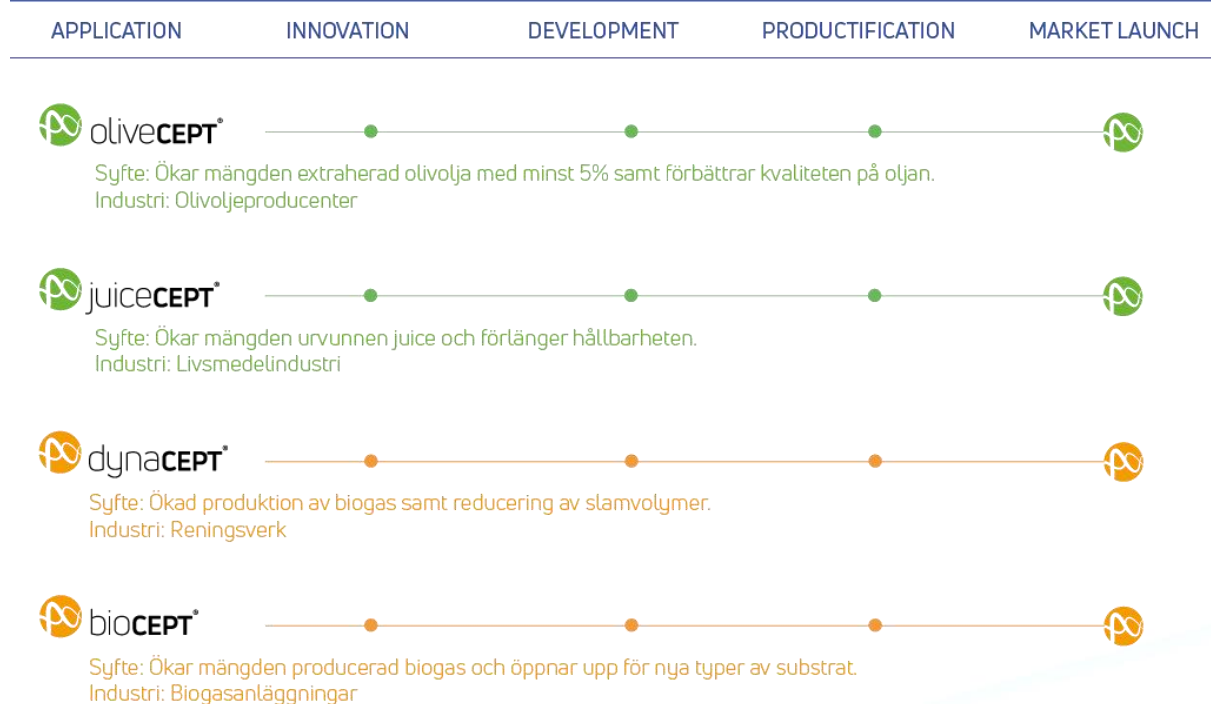 APPLICATION INNOVATION DEVELOPMENT PRODUCTIFICATION MARKET LAUNCH
oliveCEPT®
Syfte: Ökar mängden extraherad olivolja med minst 5% samt förbättrar kvaliteten på oljan.
Industri: Olivoljeproducenter
juiceCEPT®
Syfte: Ökar mängden urvunnen juice och förlänger hållbarheten.
Industri: Livsmedelindustri
dynaCEPT®
Syfte: Ökad produktion av biogas samt reducering av slamvolymer.
Industri: Reningsverk
bioCEPT®
Syfte: Ökar mängden producerad biogas och öppnar upp för nya typer av substrat.
Industri: Biogasanläggningar